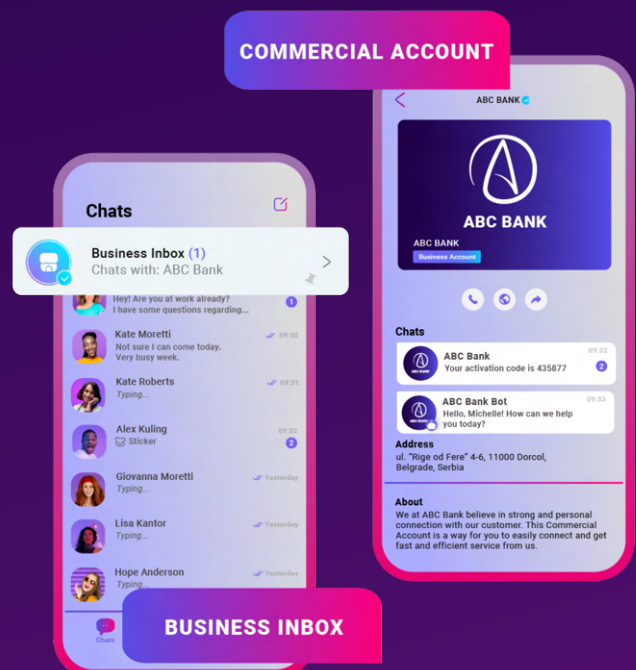 COMMERCIAL ACCOUNT
ABC BANK
ABC BANK
ABC BANK
Business Account
Chats
ABC Bank
09:32
Your activation code is 435877
2
ABC Bank Bot
09:33
Hello, Michelle! How can we help
you today?
Address
ul. "Rige od Fere" 4-6, 11000 Dorcol,
Belgrade, Serbia
About
We at ABC Bank believe in strong and personal
connection with our customer. This Commercial
Account is a way for you to easily connect and get
fast and efficient service from us.
Chats
Business Inbox (1)
Chats with: ABC Bank
Hey! Are you at work already?
I have some questions regarding...
1
Kate Moretti
09:30
Not sure I can come today.
Very busy week.
Kate Roberts
09:31
Typing...
Alex Kuling
09:32
Sticker
2
Giovanna Moretti
Yesterday
Typing...
Lisa Kantor
Yesterday
Typing...
Hope Anderson
Yesterday
Typing...
Chats
BUSINESS INBOX